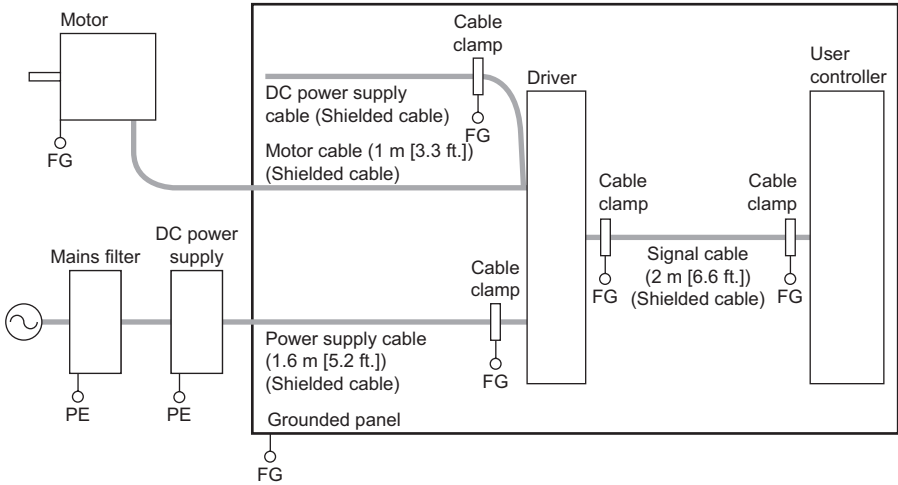 Motor
FG
Cable
clamp
FG
DC power supply
cable (Shielded cable)
Motor cable (1 m [3.3 ft.])
(Shielded cable)
Driver
User
controller
Cable
clamp
FG
Signal cable
(2 m [6.6 ft.])
(Shielded cable)
Cable
clamp
FG
Mains filter
PE
DC power
supply
PE
Power supply cable
(1.6 m [5.2 ft.])
(Shielded cable)
Cable
clamp
FG
Grounded panel
FG